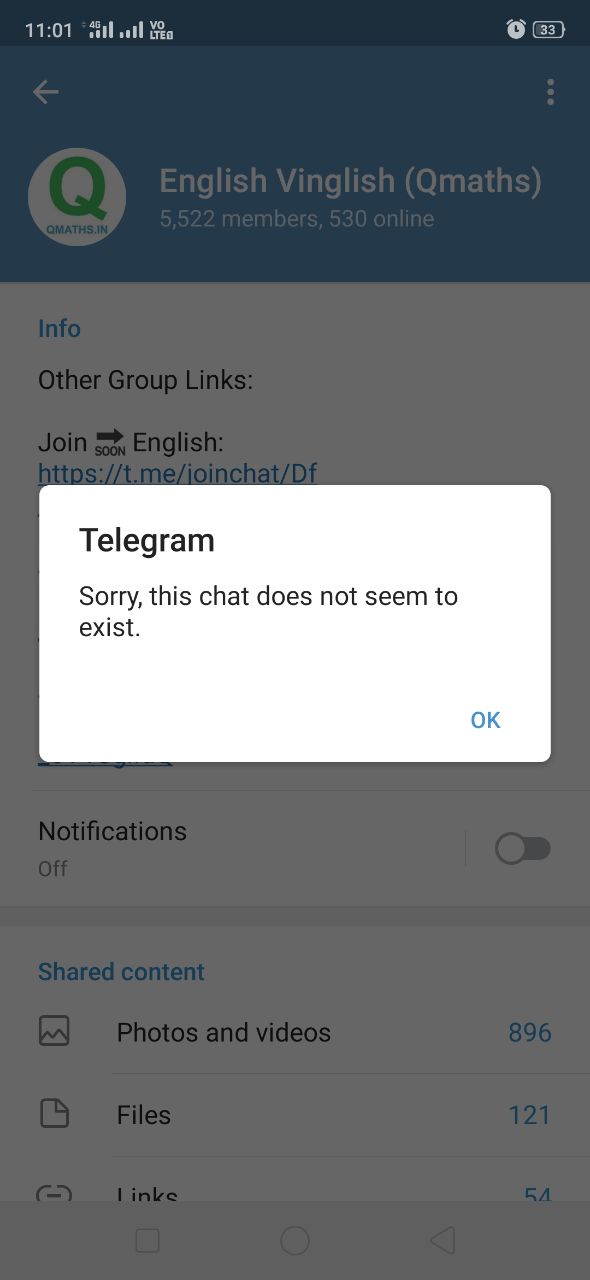 11:01 4G VO LTE 33
Q
QMATHS.IN
English Vinglish (Qmaths)
5,522 members, 530 online
Info
Other Group Links:
Join SOON English:
https://t.me/joinchat/Df
Telegram
Sorry, this chat does not seem to
exist.
OK
Notifications
Off
Shared content
Photos and videos 896
Files 121
Links 54